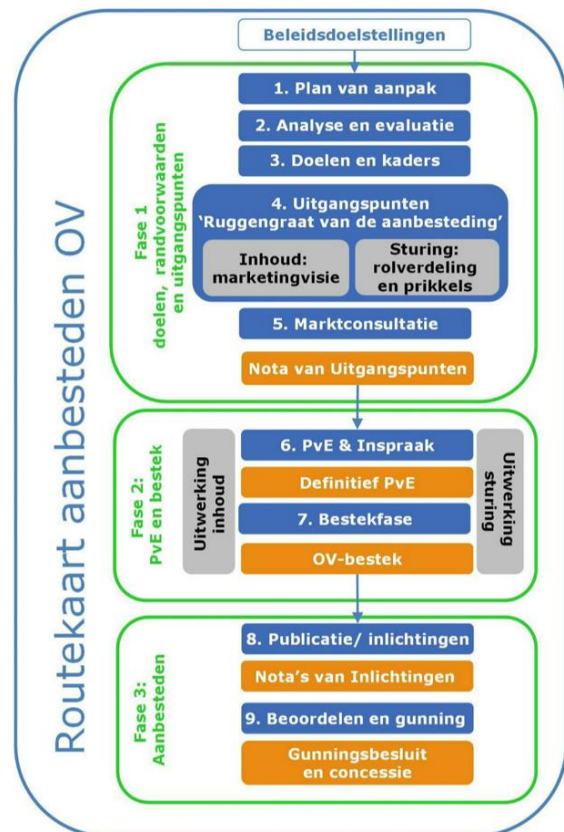 Routekaart aanbesteden OV
Beleidsdoelstellingen
Fase 1
doelen, randvoorwaarden
en uitgangspunten
1. Plan van aanpak
2. Analyse en evaluatie
3. Doelen en kaders
4. Uitgangspunten
‘Ruggengraat van de aanbesteding’
Inhoud:
marketingvisie
Sturing:
rolverdeling
en prikkels
5. Marktconsultatie
Nota van Uitgangspunten
Fase 2:
PvE en bestek
Uitwerking
inhoud
6. PvE & Inspraak
Definitief PvE
7. Bestekfase
OV-bestek
Uitwerking
sturing
Fase 3:
Aanbesteden
8. Publicatie/ inlichtingen
Nota’s van Inlichtingen
9. Beoordelen en gunning
Gunningsbesluit
en concessie